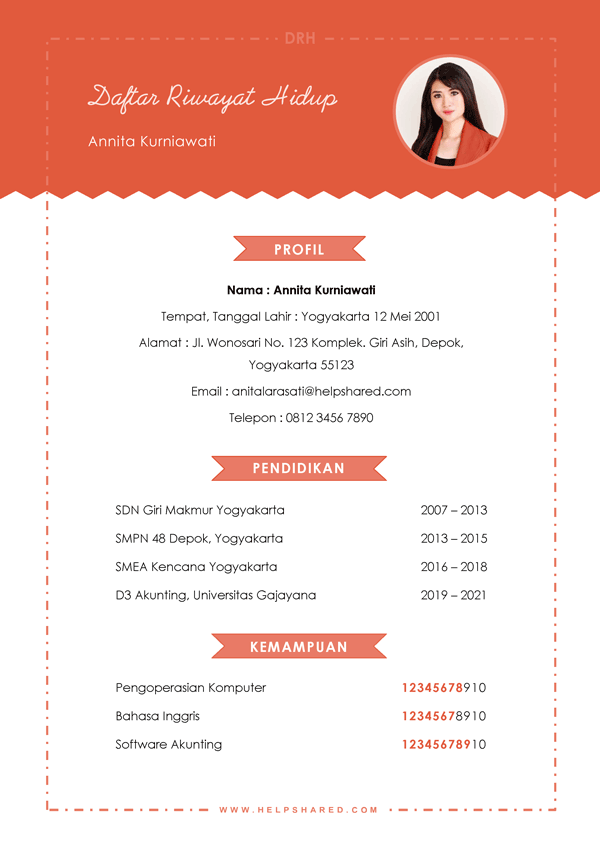 DRH
Daftar Riwayat Hidup
Annita Kurniawati
PROFIL
Nama : Annita Kurniawati
Tempat, Tanggal Lahir : Yogyakarta 12 Mei 2001
Alamat : Jl. Wonosari No. 123 Komplek. Giri Asih, Depok,
Yogyakarta 55123
Email : anitalarasati@helpshared.com
Telepon : 0812 3456 7890
PENDIDIKAN
SDN Giri Makmur Yogyakarta 2007 – 2013
SMPN 48 Depok, Yogyakarta 2013 – 2015
SMEA Kencana Yogyakarta 2016 – 2018
D3 Akunting, Universitas Gajayana 2019 – 2021
KEMAMPUAN
Pengoperasian Komputer 12345678910
Bahasa Inggris 12345678910
Software Akunting 12345678910
WWW.HELPSHARED.COM